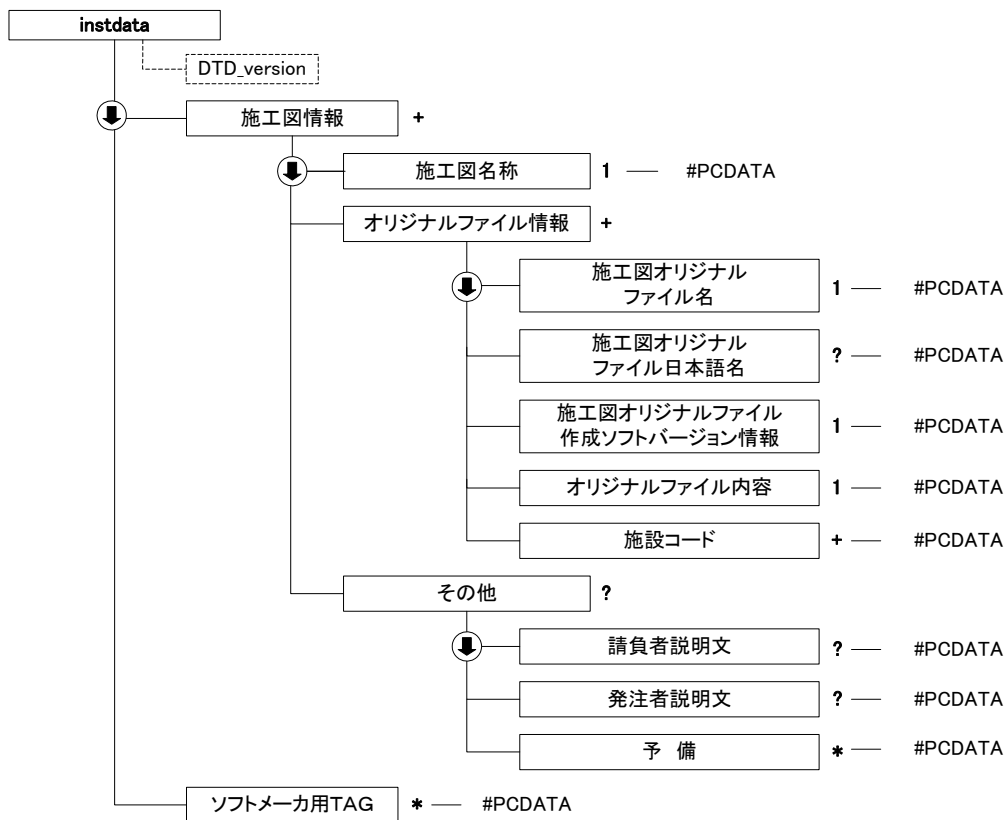 instdata
DTD_version
施工図情報 +
施工図名称 1 #PCDATA
オリジナルファイル情報 +
施工図オリジナル
ファイル名 1 #PCDATA
施工図オリジナル
ファイル日本語名 ? #PCDATA
施工図オリジナルファイル
作成ソフトバージョン情報 1 #PCDATA
オリジナルファイル内容 1 #PCDATA
施設コード + #PCDATA
その他 ?
請負者説明文 ? #PCDATA
発注者説明文 ? #PCDATA
予 備 * #PCDATA
ソフトメーカ用TAG * #PCDATA